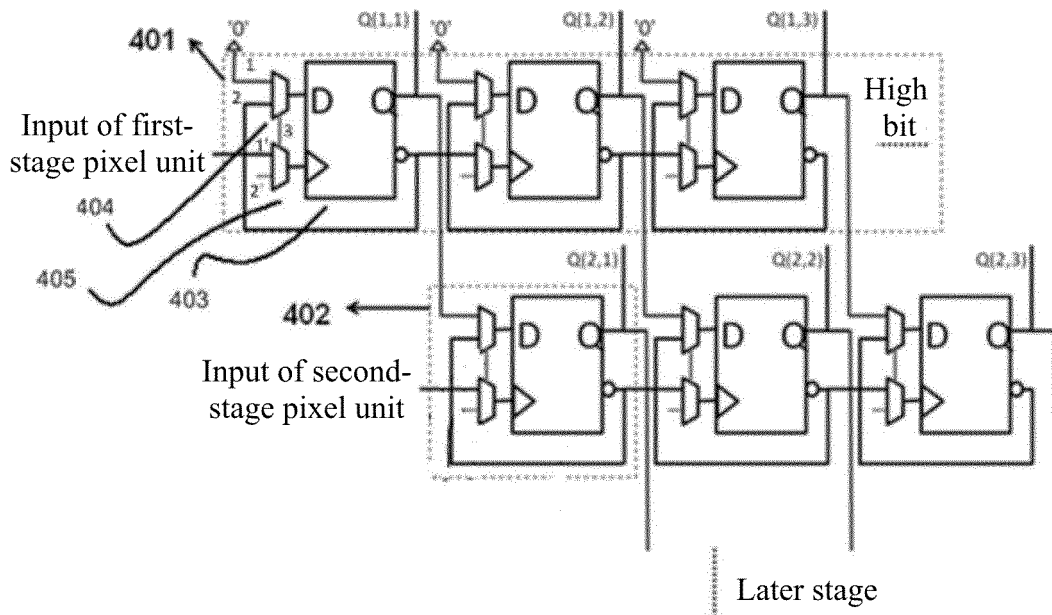 '0'
Q(1,1)
'0'
Q(1,2)
'0'
Q(1,3)
401
1
2
D
Q
D
Q
D
Q
High
bit
Input of first-
stage pixel unit
3
1'
2'
404
405
403
Q(2,1)
Q(2,2)
Q(2,3)
402
D
Q
D
Q
D
Q
Input of second-
stage pixel unit
Later stage